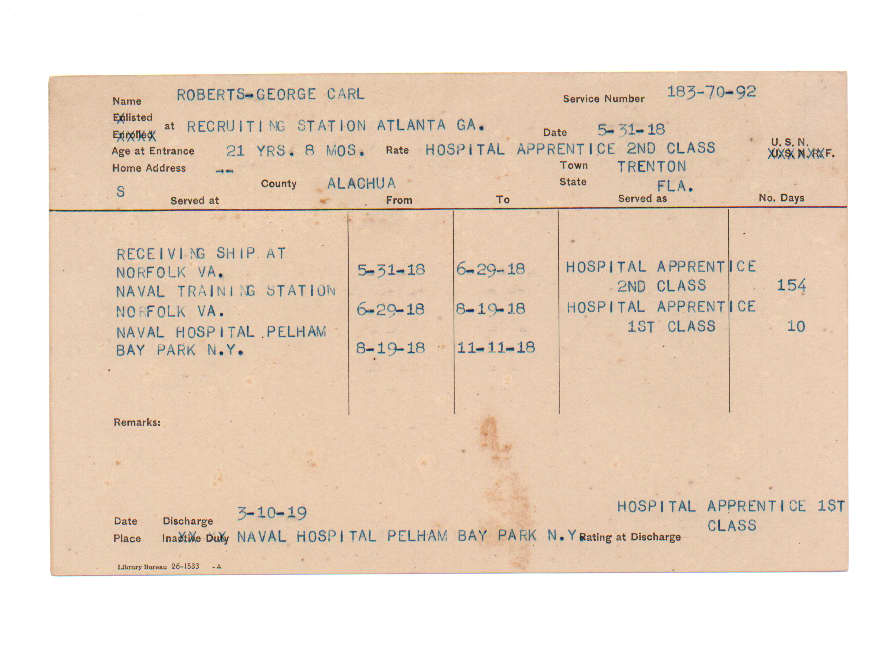 Name ROBERTS-GEORGE CARL Service Number 183-70-92
Enlisted
Enrolled at RECRUITING STATION ATLANTA GA. Date 5-31-18
Age at Entrance 21 YRS. 8 MOS. Rate HOSPITAL APPRENTICE 2ND CLASS U.S.N.
U.S.N.R.F.
Home Address -- Town TRENTON
S County ALACHUA State FLA.
Served at From To Served as No. Days
RECEIVING SHIP AT
NORFOLK VA. 5-31-18 6-29-18 HOSPITAL APPRENTICE
NAVAL TRAINING STATION 2ND CLASS 154
NORFOLK VA. 6-29-18 8-19-18 HOSPITAL APPRENTICE
NAVAL HOSPITAL PELHAM 1ST CLASS 10
BAY PARK N.Y. 8-19-18 11-11-18
Remarks:
HOSPITAL APPRENTICE 1ST
Date Discharge 3-10-19 CLASS
Place Inactive Duty NAVAL HOSPITAL PELHAM BAY PARK N.Y. Rating at Discharge
Library Bureau 26-1533 -A